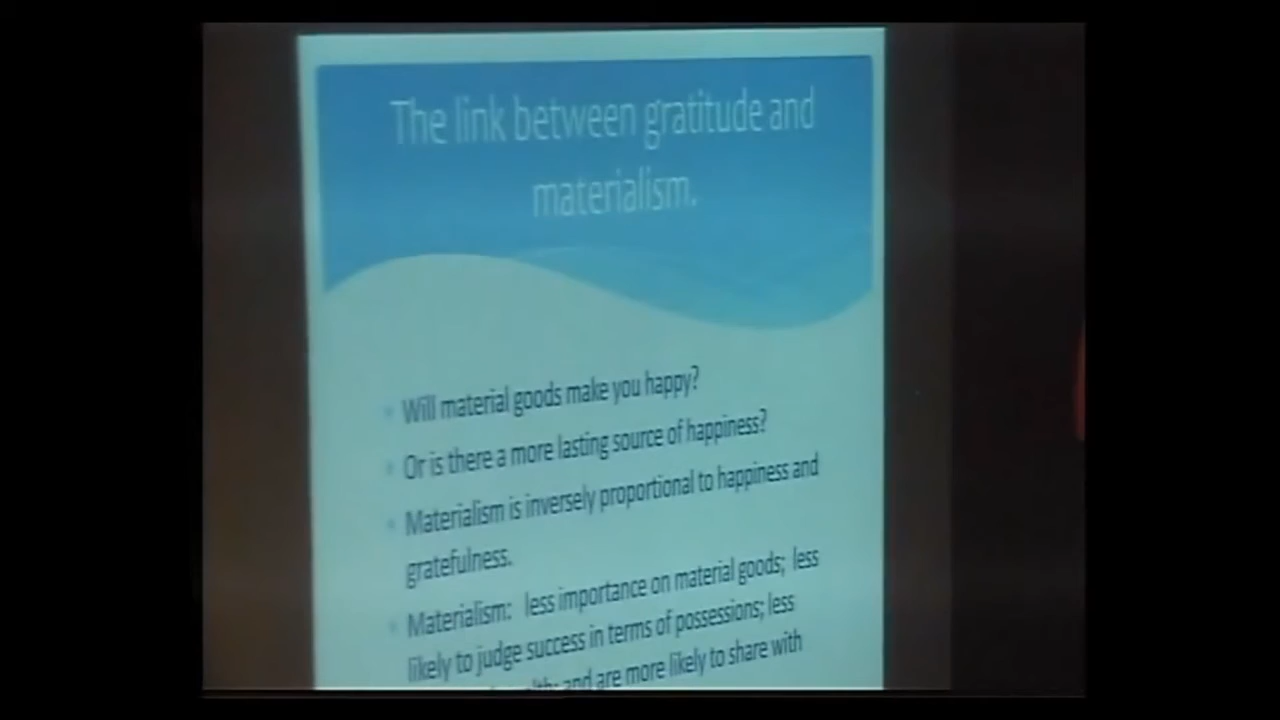 The link between gratitude and
materialism.
Will material goods make you happy?
Or is there a more lasting source of happiness?
Materialism is inversely proportional to happiness and
gratefulness.
Materialism: less importance on material goods; less
likely to judge success in terms of possessions; less
and are more likely to share with